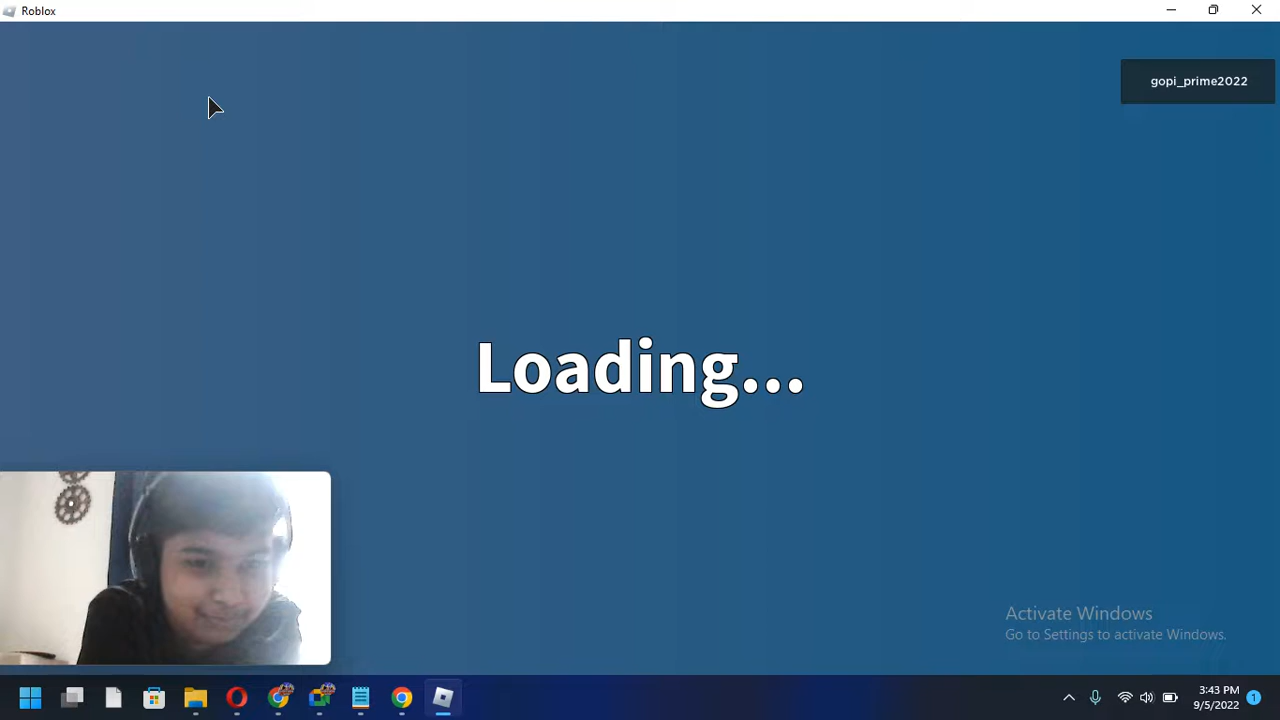 Roblox
gopi_prime2022
Loading...
Activate Windows
Go to Settings to activate Windows.
3:43 PM
9/5/2022
1